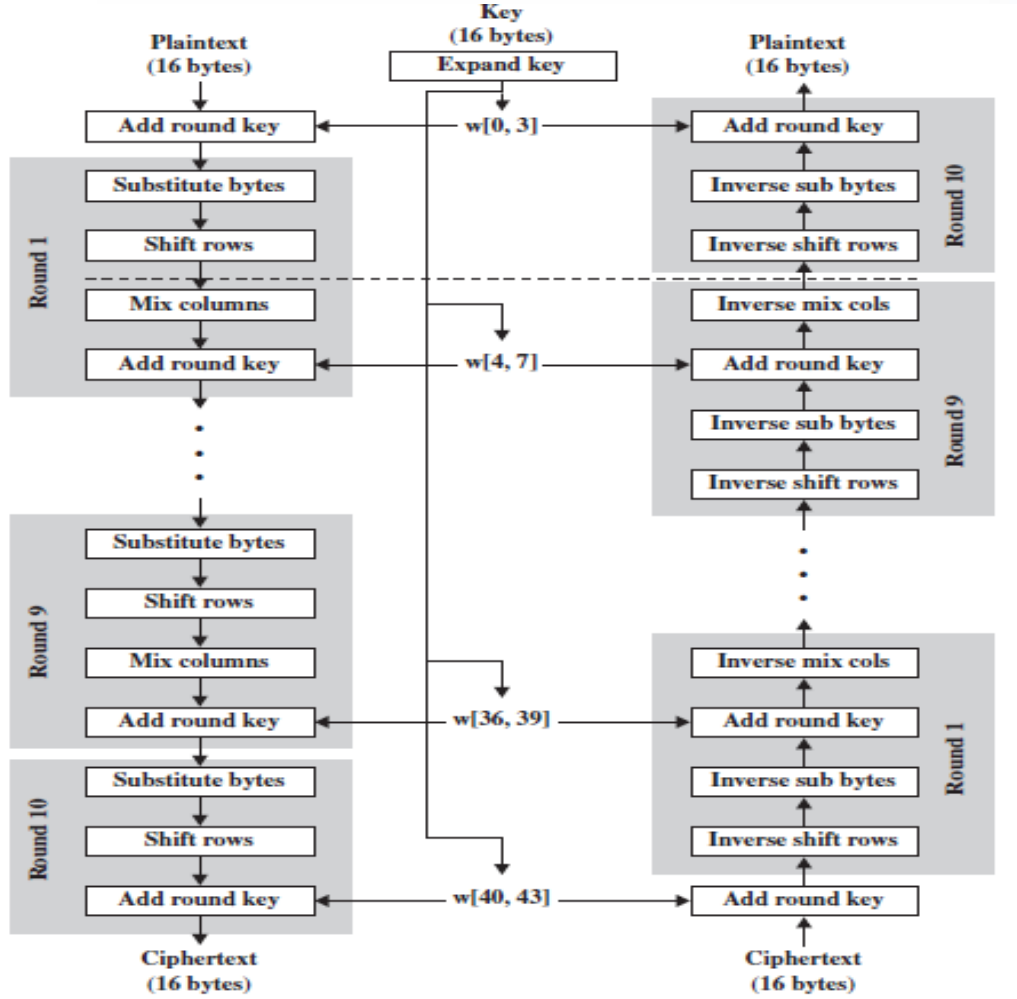 Key
(16 bytes)
Plaintext
(16 bytes)
Expand key
Plaintext
(16 bytes)
Add round key
w[0, 3]
Add round key
Round 1
Substitute bytes
Shift rows
Mix columns
Add round key
w[4, 7]
Round 10
Inverse sub bytes
Inverse shift rows
Inverse mix cols
Add round key
Round 9
Inverse sub bytes
Inverse shift rows
Round 9
Substitute bytes
Shift rows
Mix columns
Add round key
w[36, 39]
Inverse mix cols
Add round key
Round 1
Inverse sub bytes
Inverse shift rows
Round 10
Substitute bytes
Shift rows
Add round key
w[40, 43]
Add round key
Ciphertext
(16 bytes)
Ciphertext
(16 bytes)